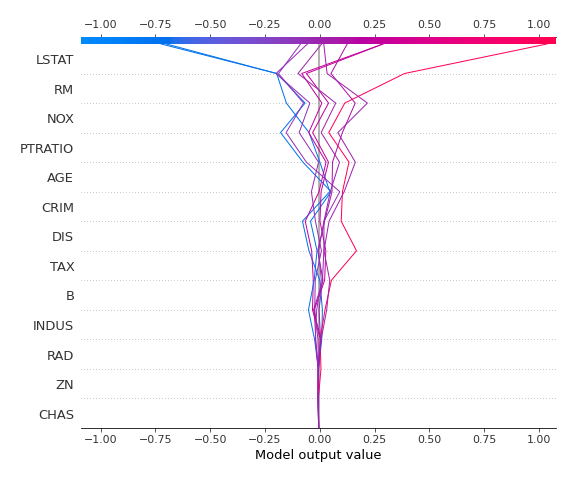 −1.00 −0.75 −0.50 −0.25 0.00 0.25 0.50 0.75 1.00
LSTAT
RM
NOX
PTRATIO
AGE
CRIM
DIS
TAX
B
INDUS
RAD
ZN
CHAS
−1.00 −0.75 −0.50 −0.25 0.00 0.25 0.50 0.75 1.00
Model output value